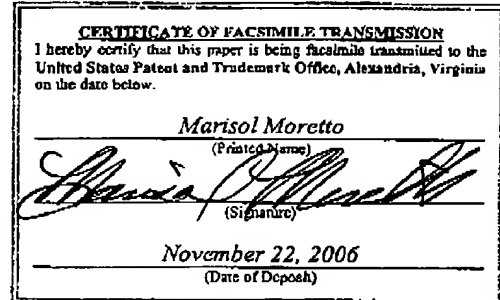 CERTIFICATE OF FACSIMILE TRANSMISSION
I hereby certify that this paper is being facsimile transmitted to the
United States Patent and Trademark Office, Alexandria, Virginia
on the date below.
Marisol Moretto
(Printed Name)
(Signature)
November 22, 2006
(Date of Deposit)